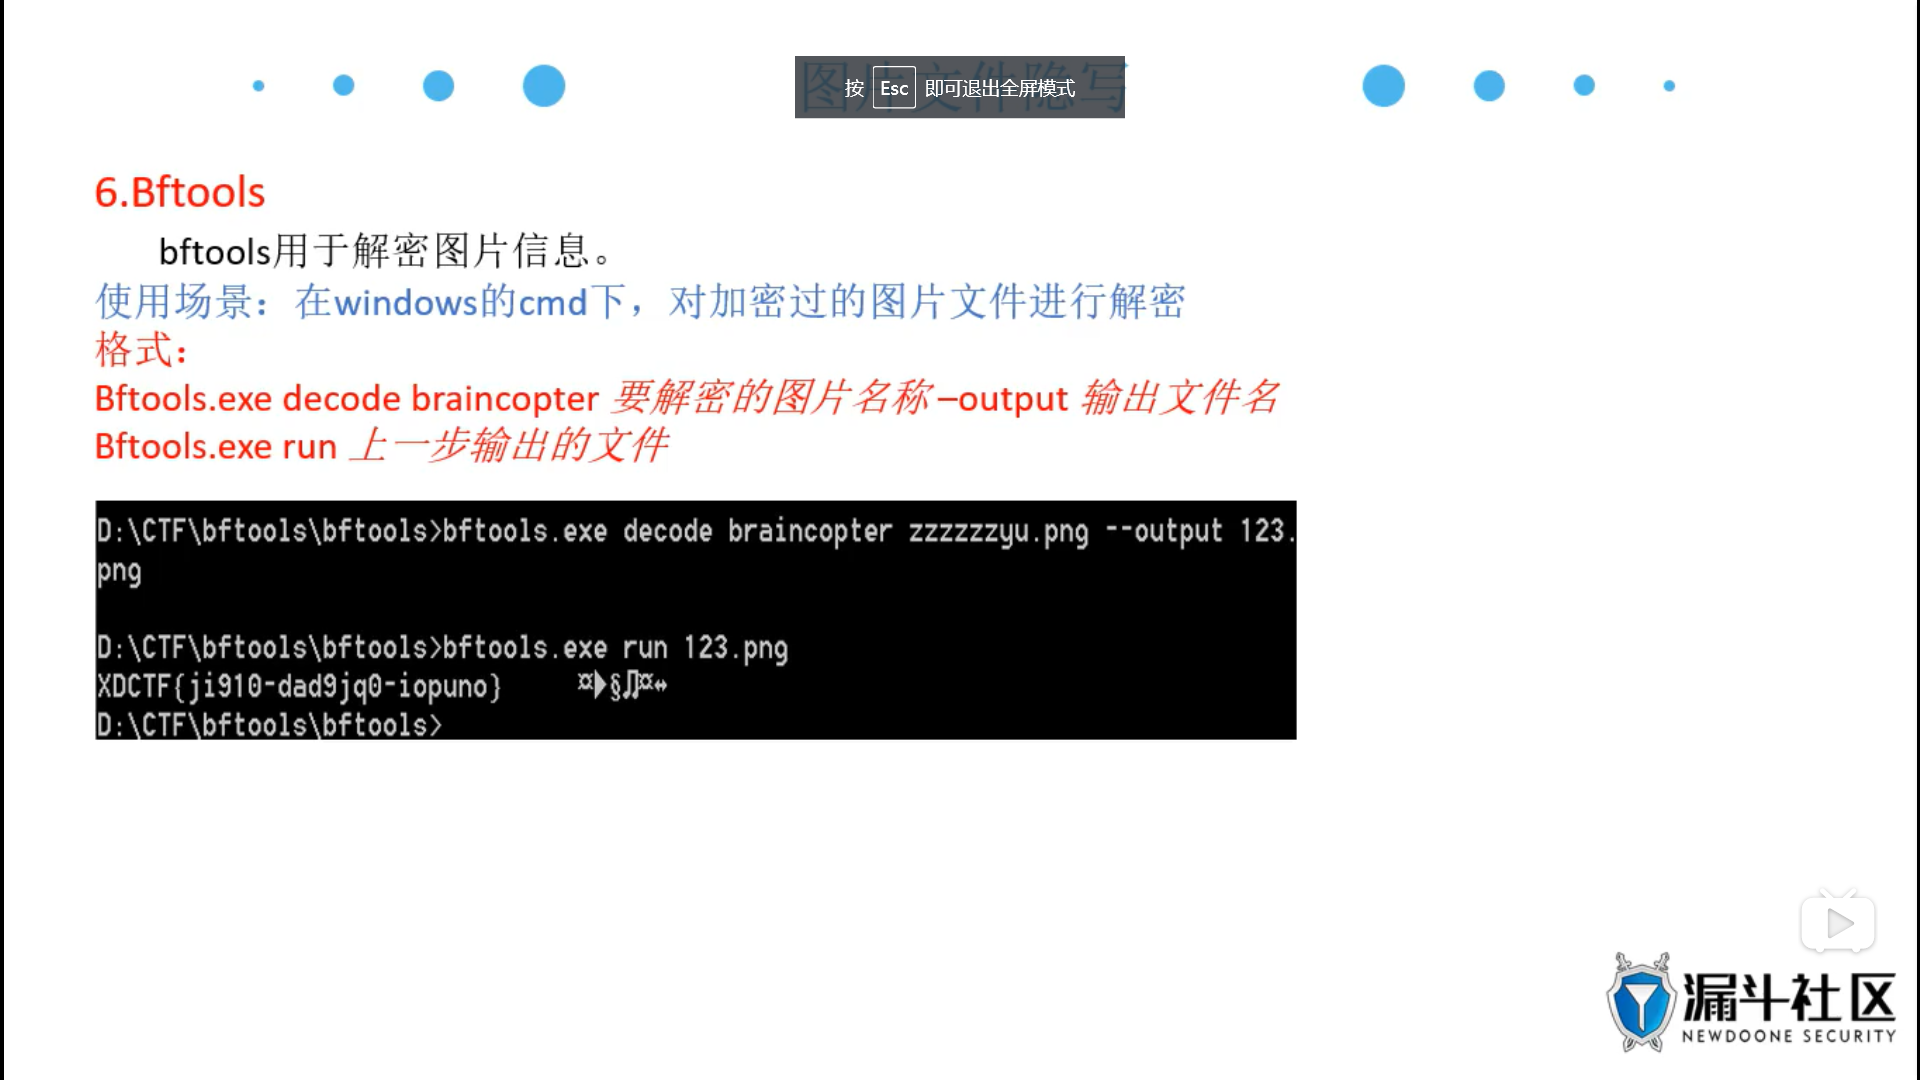 图片文件隐写
按 Esc 即可退出全屏模式
6.Bftools
bftools用于解密图片信息。
使用场景：在windows的cmd下，对加密过的图片文件进行解密
格式：
Bftools.exe decode braincopter 要解密的图片名称 –output 输出文件名
Bftools.exe run 上一步输出的文件
D:\CTF\bftools\bftools>bftools.exe decode braincopter zzzzzzyu.png --output 123.
png
D:\CTF\bftools\bftools>bftools.exe run 123.png
XDCTF{ji910-dad9jq0-iopuno}
D:\CTF\bftools\bftools>
漏斗社区
NEWDOONE SECURITY